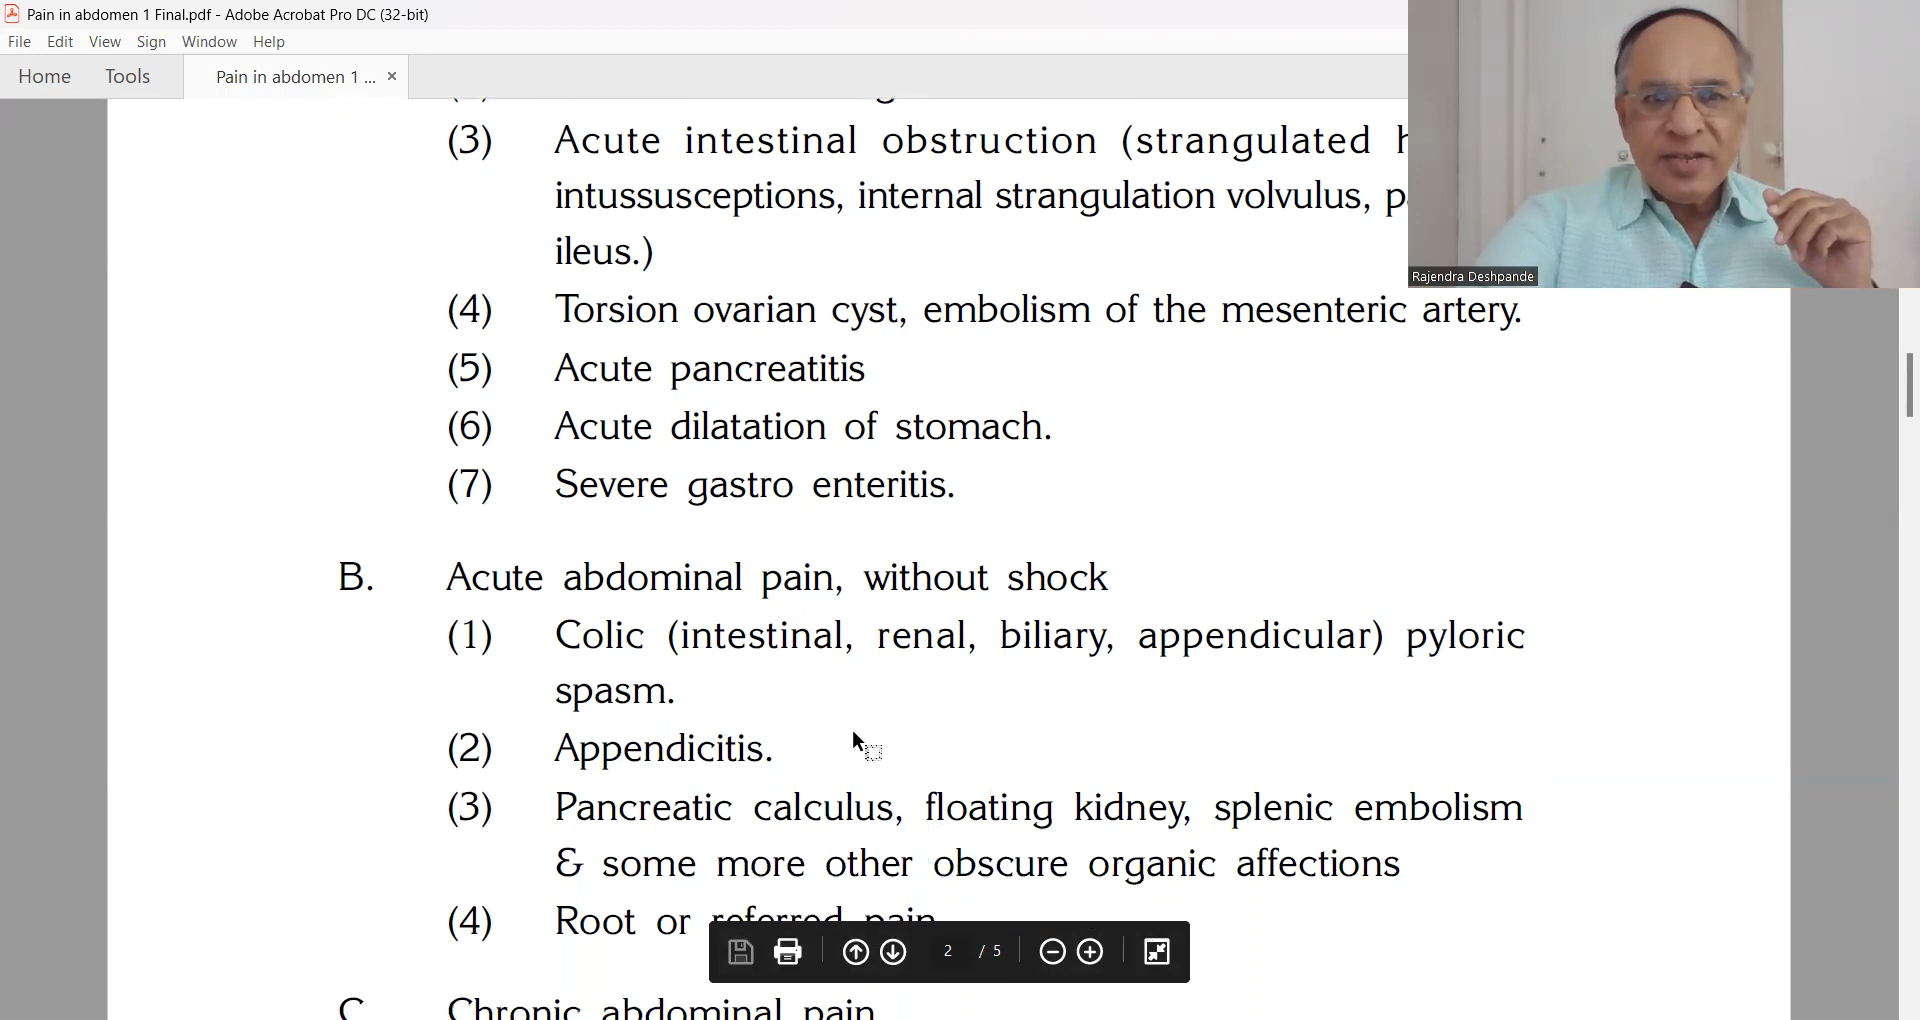 Pain in abdomen 1 Final.pdf - Adobe Acrobat Pro DC (32-bit)
File Edit View Sign Window Help
Home Tools Pain in abdomen 1 ... ×
(3) Acute intestinal obstruction (strangulated
intussusceptions, internal strangulation volvulus,
ileus.)
Rajendra Deshpande
(4) Torsion ovarian cyst, embolism of the mesenteric artery.
(5) Acute pancreatitis
(6) Acute dilatation of stomach.
(7) Severe gastro enteritis.
B. Acute abdominal pain, without shock
(1) Colic (intestinal, renal, biliary, appendicular) pyloric
spasm.
(2) Appendicitis.
(3) Pancreatic calculus, floating kidney, splenic embolism
& some more other obscure organic affections
(4) Root or referred pain
2 / 5
C Chronic abdominal pain